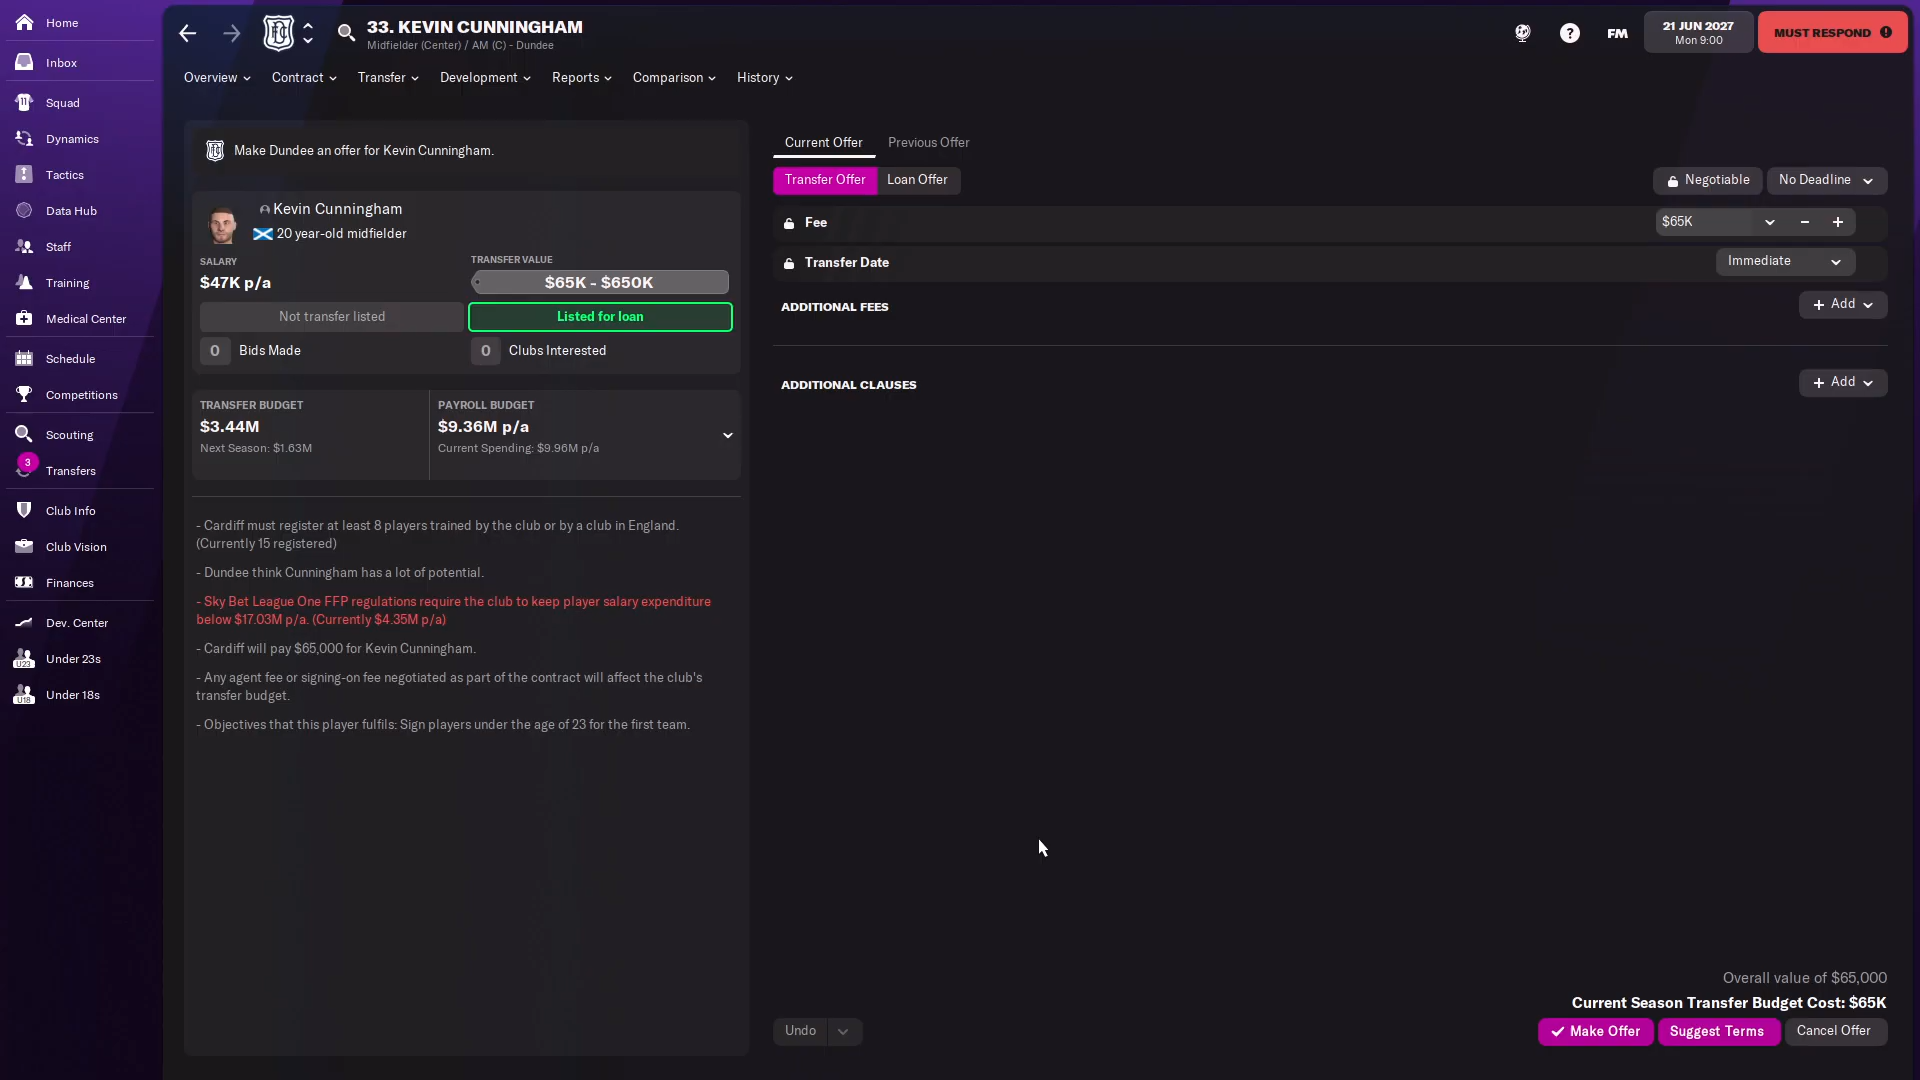 Home
Inbox
Squad
Dynamics
Tactics
Data Hub
Staff
Training
Medical Center
Schedule
Competitions
Scouting
3
Transfers
Club Info
Club Vision
Finances
Dev. Center
U23
Under 23s
U18
Under 18s
33. KEVIN CUNNINGHAM
Midfielder (Center) / AM (C) - Dundee
FM
21 JUN 2027
Mon 9:00
MUST RESPOND
Overview
Contract
Transfer
Development
Reports
Comparison
History
Make Dundee an offer for Kevin Cunningham.
Kevin Cunningham
20 year-old midfielder
SALARY
$47K p/a
TRANSFER VALUE
$65K - $650K
Not transfer listed
Listed for loan
0 Bids Made
0 Clubs Interested
TRANSFER BUDGET
$3.44M
Next Season: $1.63M
PAYROLL BUDGET
$9.36M p/a
Current Spending: $9.96M p/a
- Cardiff must register at least 8 players trained by the club or by a club in England.
(Currently 15 registered)
- Dundee think Cunningham has a lot of potential.
- Sky Bet League One FFP regulations require the club to keep player salary expenditure
below $17.03M p/a. (Currently $4.35M p/a)
- Cardiff will pay $65,000 for Kevin Cunningham.
- Any agent fee or signing-on fee negotiated as part of the contract will affect the club's
transfer budget.
- Objectives that this player fulfils: Sign players under the age of 23 for the first team.
Current Offer
Previous Offer
Transfer Offer
Loan Offer
Negotiable
No Deadline
Fee
$65K
Transfer Date
Immediate
ADDITIONAL FEES
Add
ADDITIONAL CLAUSES
Add
Overall value of $65,000
Current Season Transfer Budget Cost: $65K
Undo
Make Offer
Suggest Terms
Cancel Offer